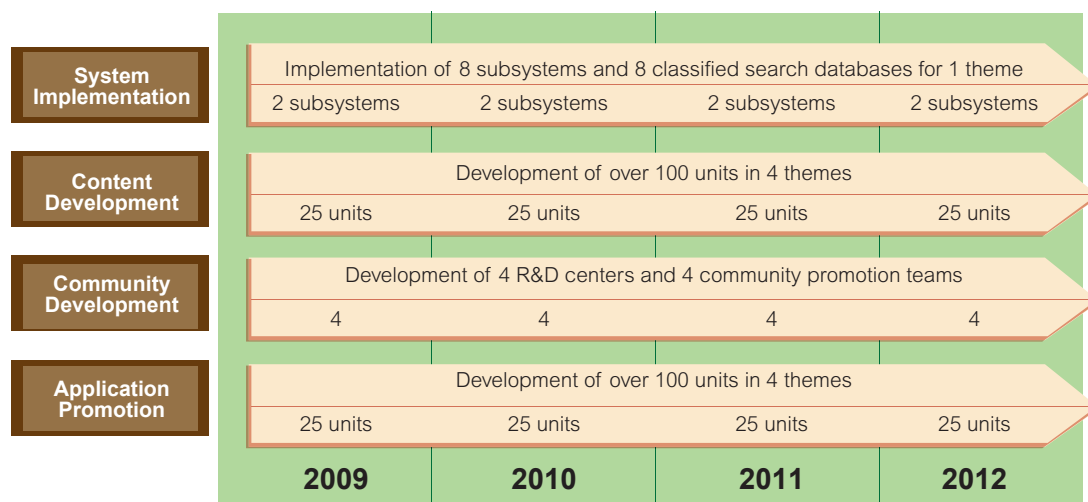 System
Implementation
Implementation of 8 subsystems and 8 classified search databases for 1 theme
2 subsystems 2 subsystems 2 subsystems 2 subsystems
Content
Development
Development of over 100 units in 4 themes
25 units 25 units 25 units 25 units
Community
Development
Development of 4 R&D centers and 4 community promotion teams
4 4 4 4
Application
Promotion
Development of over 100 units in 4 themes
25 units 25 units 25 units 25 units
2009 2010 2011 2012